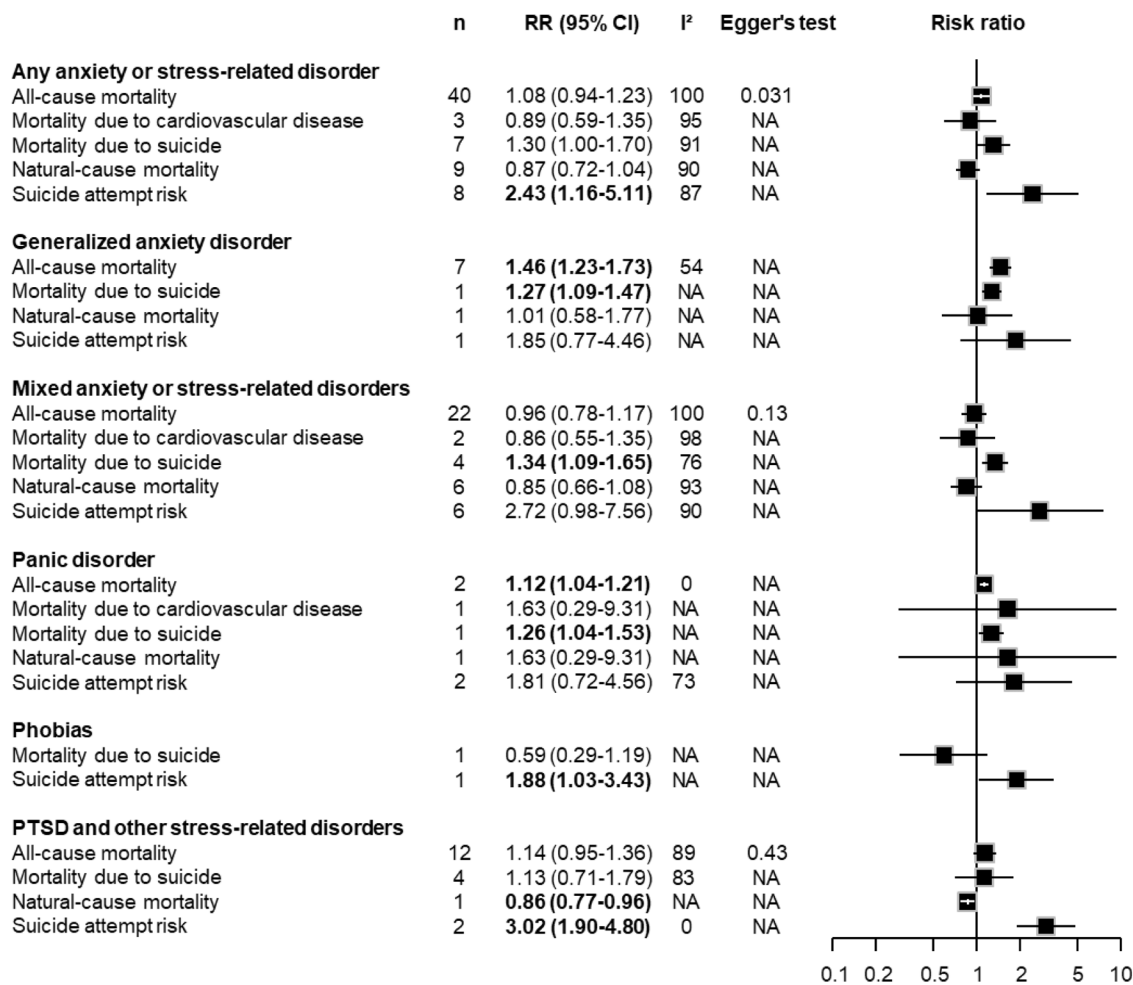 n RR (95% CI) I² Egger's test Risk ratio
Any anxiety or stress-related disorder
All-cause mortality 40 1.08 (0.94-1.23) 100 0.031
Mortality due to cardiovascular disease 3 0.89 (0.59-1.35) 95 NA
Mortality due to suicide 7 1.30 (1.00-1.70) 91 NA
Natural-cause mortality 9 0.87 (0.72-1.04) 90 NA
Suicide attempt risk 8 2.43 (1.16-5.11) 87 NA
Generalized anxiety disorder
All-cause mortality 7 1.46 (1.23-1.73) 54 NA
Mortality due to suicide 1 1.27 (1.09-1.47) NA NA
Natural-cause mortality 1 1.01 (0.58-1.77) NA NA
Suicide attempt risk 1 1.85 (0.77-4.46) NA NA
Mixed anxiety or stress-related disorders
All-cause mortality 22 0.96 (0.78-1.17) 100 0.13
Mortality due to cardiovascular disease 2 0.86 (0.55-1.35) 98 NA
Mortality due to suicide 4 1.34 (1.09-1.65) 76 NA
Natural-cause mortality 6 0.85 (0.66-1.08) 93 NA
Suicide attempt risk 6 2.72 (0.98-7.56) 90 NA
Panic disorder
All-cause mortality 2 1.12 (1.04-1.21) 0 NA
Mortality due to cardiovascular disease 1 1.63 (0.29-9.31) NA NA
Mortality due to suicide 1 1.26 (1.04-1.53) NA NA
Natural-cause mortality 1 1.63 (0.29-9.31) NA NA
Suicide attempt risk 2 1.81 (0.72-4.56) 73 NA
Phobias
Mortality due to suicide 1 0.59 (0.29-1.19) NA NA
Suicide attempt risk 1 1.88 (1.03-3.43) NA NA
PTSD and other stress-related disorders
All-cause mortality 12 1.14 (0.95-1.36) 89 0.43
Mortality due to suicide 4 1.13 (0.71-1.79) 83 NA
Natural-cause mortality 1 0.86 (0.77-0.96) NA NA
Suicide attempt risk 2 3.02 (1.90-4.80) 0 NA
0.1 0.2 0.5 1 2 5 10